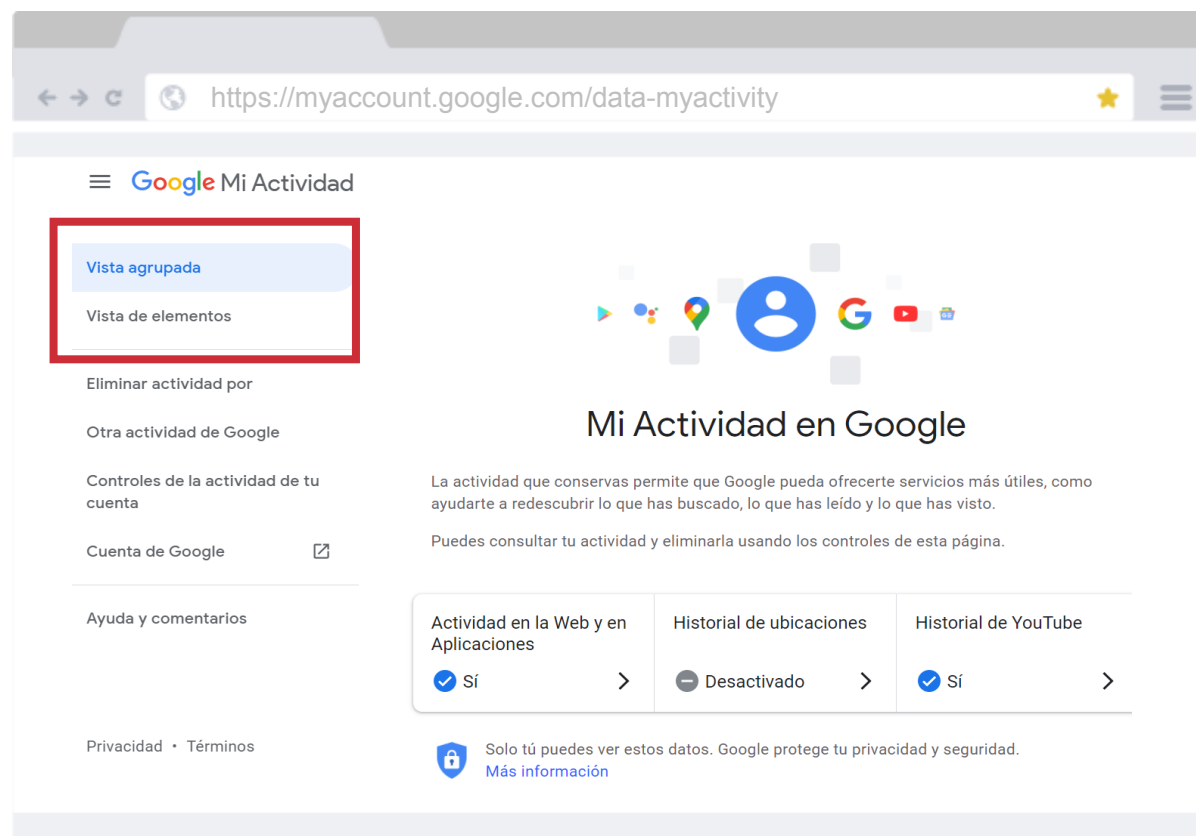 https://myaccount.google.com/data-myactivity
Google Mi Actividad
Vista agrupada
Vista de elementos
Eliminar actividad por
Otra actividad de Google
Controles de la actividad de tu
cuenta
Cuenta de Google
Ayuda y comentarios
Privacidad • Términos
Mi Actividad en Google
La actividad que conservas permite que Google pueda ofrecerte servicios más útiles, como
ayudarte a redescubrir lo que has buscado, lo que has leído y lo que has visto.
Puedes consultar tu actividad y eliminarla usando los controles de esta página.
Actividad en la Web y en
Aplicaciones
Sí
Historial de ubicaciones
Desactivado
Historial de YouTube
Sí
Solo tú puedes ver estos datos. Google protege tu privacidad y seguridad.
Más información